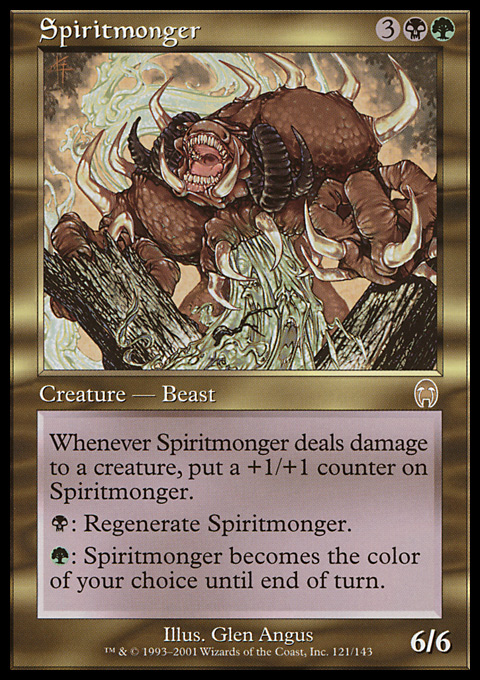 Spiritmonger 3
Creature — Beast
Whenever Spiritmonger deals damage
to a creature, put a +1/+1 counter on
Spiritmonger.
: Regenerate Spiritmonger.
: Spiritmonger becomes the color
of your choice until end of turn.
Illus. Glen Angus
™ & © 1993–2001 Wizards of the Coast, Inc. 121/143
6/6